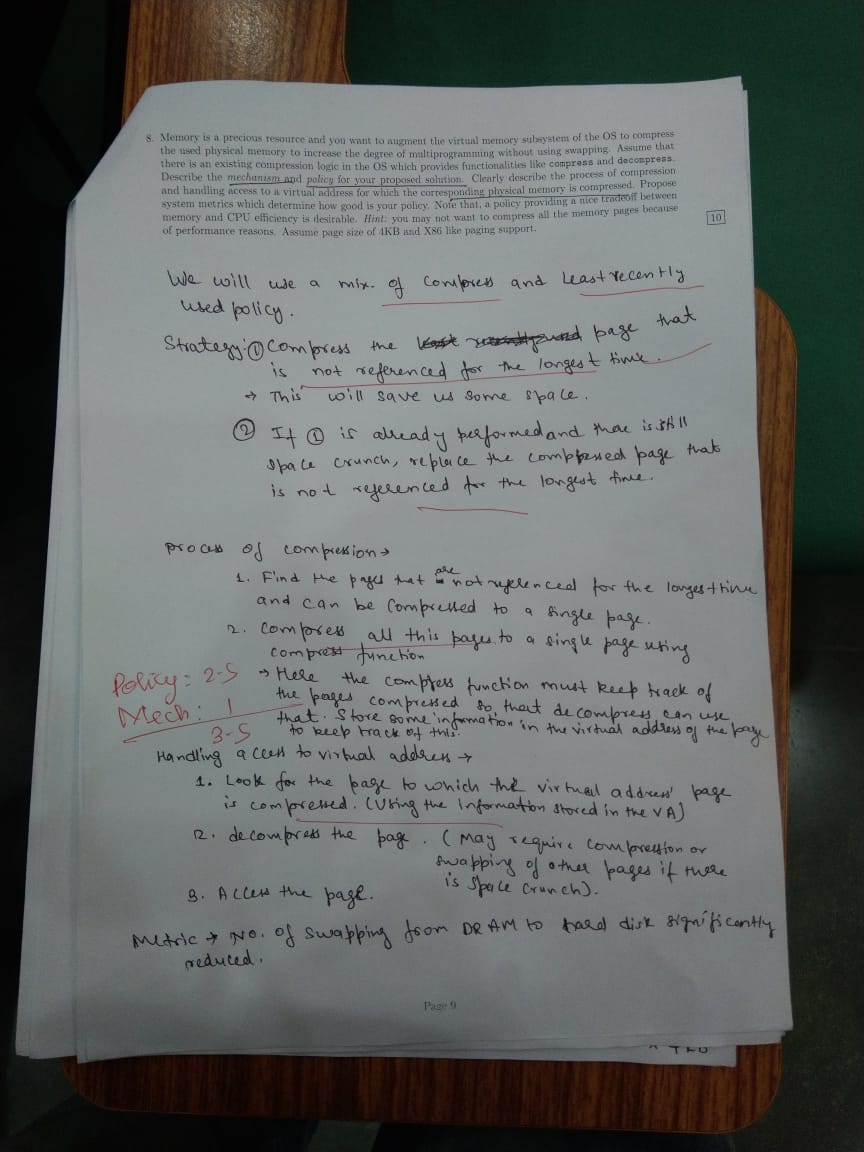 8. Memory is a precious resource and you want to augment the virtual memory subsystem of the OS to compress
the used physical memory to increase the degree of multiprogramming without using swapping. Assume that
there is an existing compression logic in the OS which provides functionalities like compress and decompress.
Describe the mechanism and policy for your proposed solution. Clearly describe the process of compression
and handling access to a virtual address for which the corresponding physical memory is compressed. Propose
system metrics which determine how good is your policy. Note that, a policy providing a nice tradeoff between
memory and CPU efficiency is desirable. Hint: you may not want to compress all the memory pages because
of performance reasons. Assume page size of 4KB and X86 like paging support.
10
We will use a mix of compress and least recently
used policy.
Strategy: ① Compress the page that
is not referenced for the longest time.
→ This will save us some space.
② If ① is already performed and there is still
space crunch, replace the compressed page that
is not referenced for the longest time.
process of compression →
1. Find the pages that are not referenced for the longest time
and can be compressed to a single page.
2. compress all this pages to a single page using
compress function
→ Here the compress function must keep track of
the pages compressed so, that decompress can use
that. Store some information in the virtual address of the page
to keep track of this.
Policy: 2.5
Mech: 1
3.5
Handling access to virtual address →
1. Look for the page to which the virtual address' page
is compressed. (Using the Information stored in the VA)
2. decompress the page. (May require compression or
swapping of other pages if there
is space crunch).
3. Access the page.
Metric → No. of swapping from DRAM to hard disk significantly
reduced.
Page 9